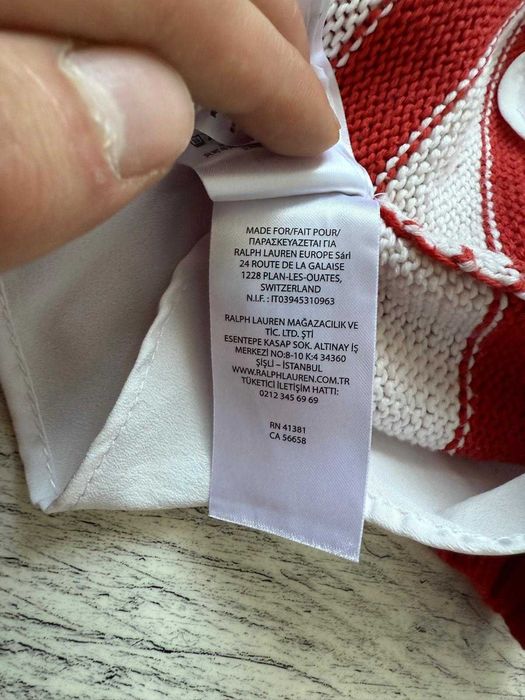 MADE FOR/FAIT POUR/
ΠΑΡΑΣΚΕΥΑΖΕΤΑΙ ΓΙΑ
RALPH LAUREN EUROPE Sárl
24 ROUTE DE LA GALAISE
1228 PLAN-LES-OUATES,
SWITZERLAND
N.I.F. : IT03945310963
RALPH LAUREN MAĞAZACILIK VE
TİC. LTD. ŞTİ
ESENTEPE KASAP SOK. ALTINAY İŞ
MERKEZİ NO:8-10 K:4 34360
ŞİŞLİ – İSTANBUL
WWW.RALPHLAUREN.COM.TR
TÜKETİCİ İLETİŞİM HATTI:
0212 345 69 69
RN 41381
CA 56658